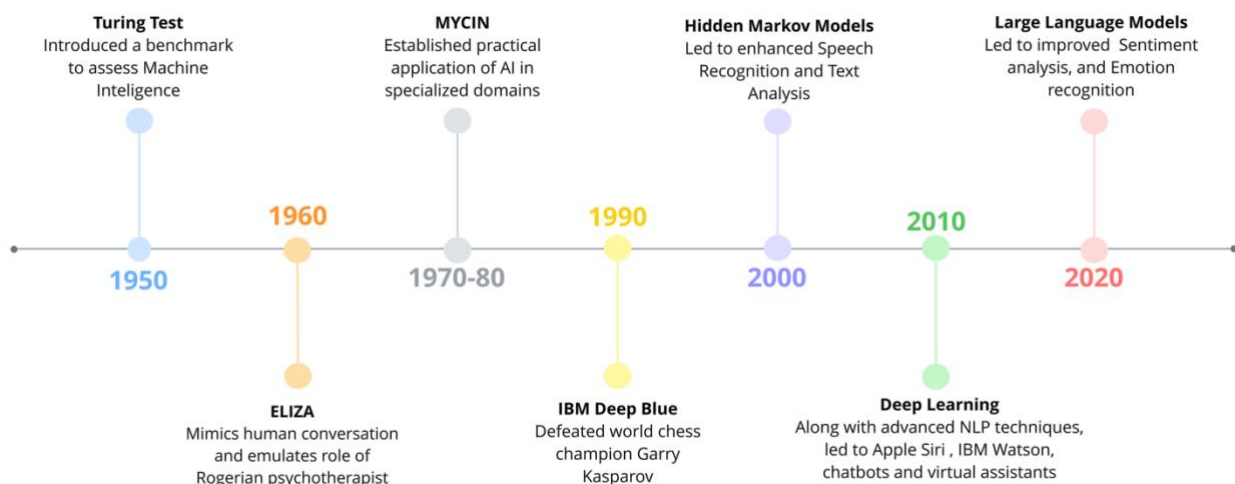 Turing Test
Introduced a benchmark
to assess Machine
Inteligence
1950
1960
ELIZA
Mimics human conversation
and emulates role of
Rogerian psychotherapist
MYCIN
Established practical
application of AI in
specialized domains
1970-80
1990
IBM Deep Blue
Defeated world chess
champion Garry
Kasparov
Hidden Markov Models
Led to enhanced Speech
Recognition and Text
Analysis
2000
2010
Deep Learning
Along with advanced NLP techniques,
led to Apple Siri , IBM Watson,
chatbots and virtual assistants
Large Language Models
Led to improved  Sentiment
analysis, and Emotion
recognition
2020